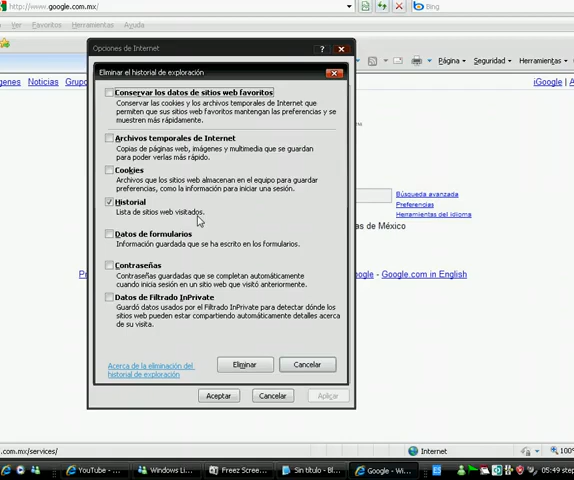 http://www.google.com.mx/
Bing
Ver Favoritos Herramientas Ayuda
Opciones de Internet
Página Seguridad Herramientas
Eliminar el historial de exploración
Noticias
iGoogle
Conservar los datos de sitios web favoritos
Conservar las cookies y los archivos temporales de Internet que
permiten que sus sitios web favoritos mantengan las preferencias y se
muestren más rápidamente.
Archivos temporales de Internet
Copias de páginas web, imágenes y multimedia que se guardan
para poder verlas más rápido.
Cookies
Archivos que los sitios web almacenan en el equipo para guardar
preferencias, como la información para iniciar una sesión.
Búsqueda avanzada
Preferencias
Herramientas del idioma
Historial
Lista de sitios web visitados.
as de México
Datos de formularios
Información guardada que se ha escrito en los formularios.
Contraseñas
Contraseñas guardadas que se completan automáticamente
cuando inicia sesión en un sitio web que visitó anteriormente.
ogle - Google.com in English
Datos de Filtrado InPrivate
Guardó datos usados por el Filtrado InPrivate para detectar dónde los
sitios web pueden estar compartiendo automáticamente detalles acerca
de su visita.
Acerca de la eliminación del
historial de exploración
Eliminar Cancelar
Aceptar Cancelar Aplicar
.com.mx/services/
Internet
100%
YouTube - ...
Windows Li...
Freez Scree...
Sin título - Bl...
Google - Wi...
ES
05:49